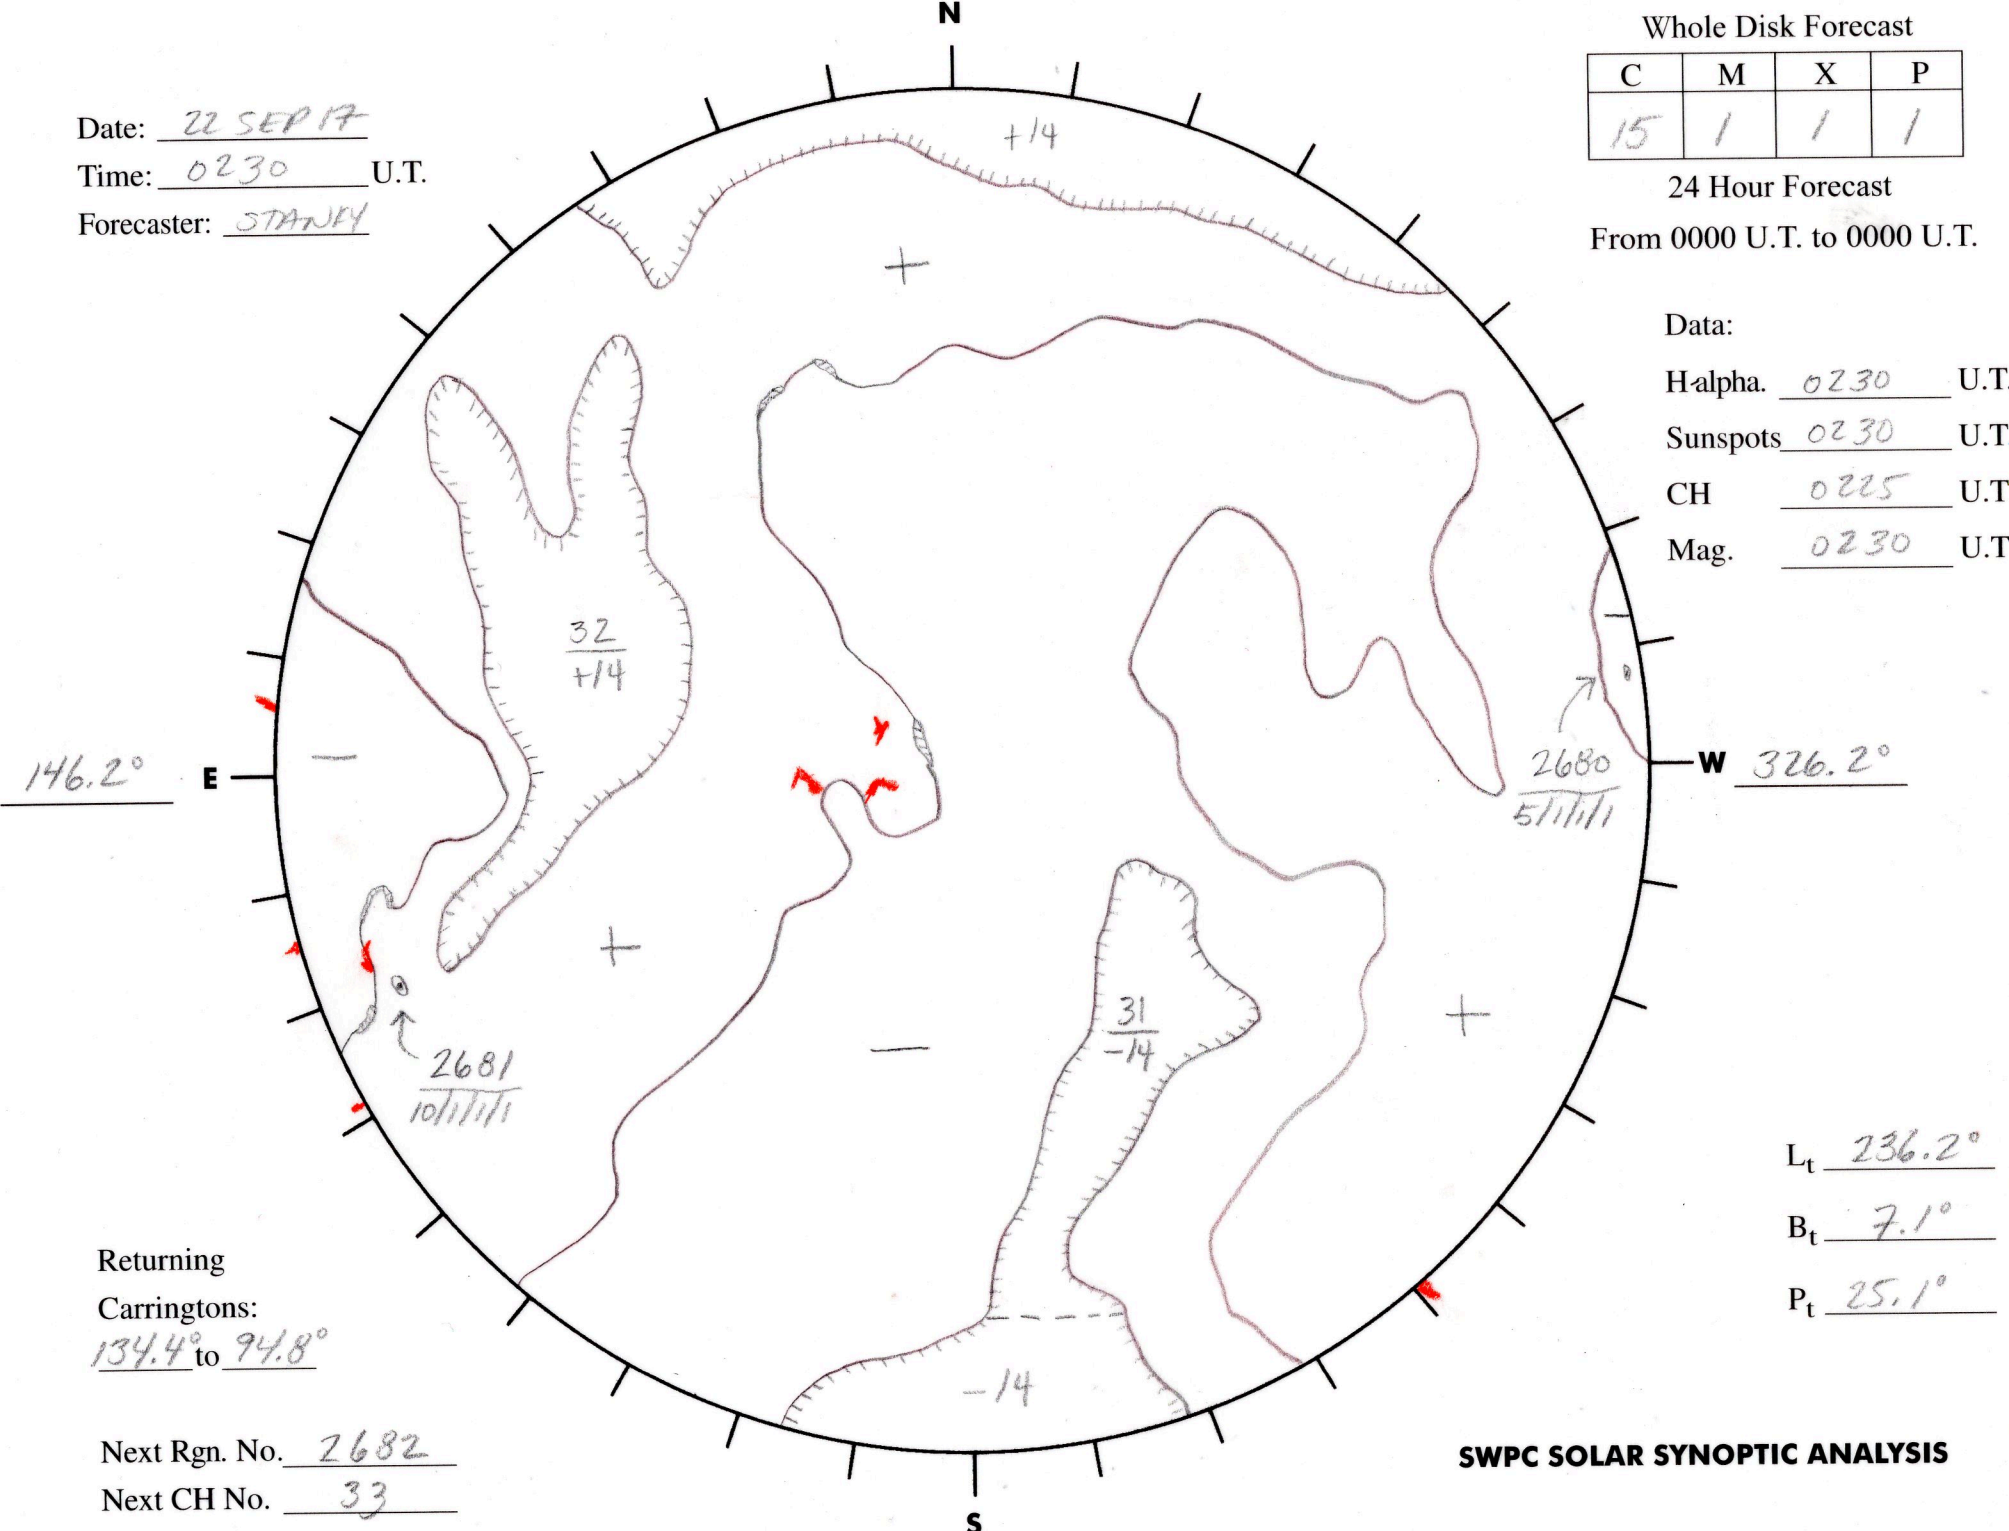 N
Whole Disk Forecast
C M X P
15 1 1 1
24 Hour Forecast
From 0000 U.T. to 0000 U.T.
Date: 22 SEP 17
Time: 0230 U.T.
Forecaster: STANEY
+14
+
Data:
H-alpha. 0230 U.T.
Sunspots 0230 U.T.
CH 0225 U.T.
Mag. 0230 U.T.
32
+14
−
−
146.2° E
2680
5/1/1/1/1
W 326.2°
+
31
-14
+
−
2681
10/1/1/1/1
Lt 236.2°
Bt 7.1°
Pt 25.1°
Returning
Carringtons:
134.4° to 94.8°
-14
Next Rgn. No. 2682
Next CH No. 33
SWPC SOLAR SYNOPTIC ANALYSIS
S